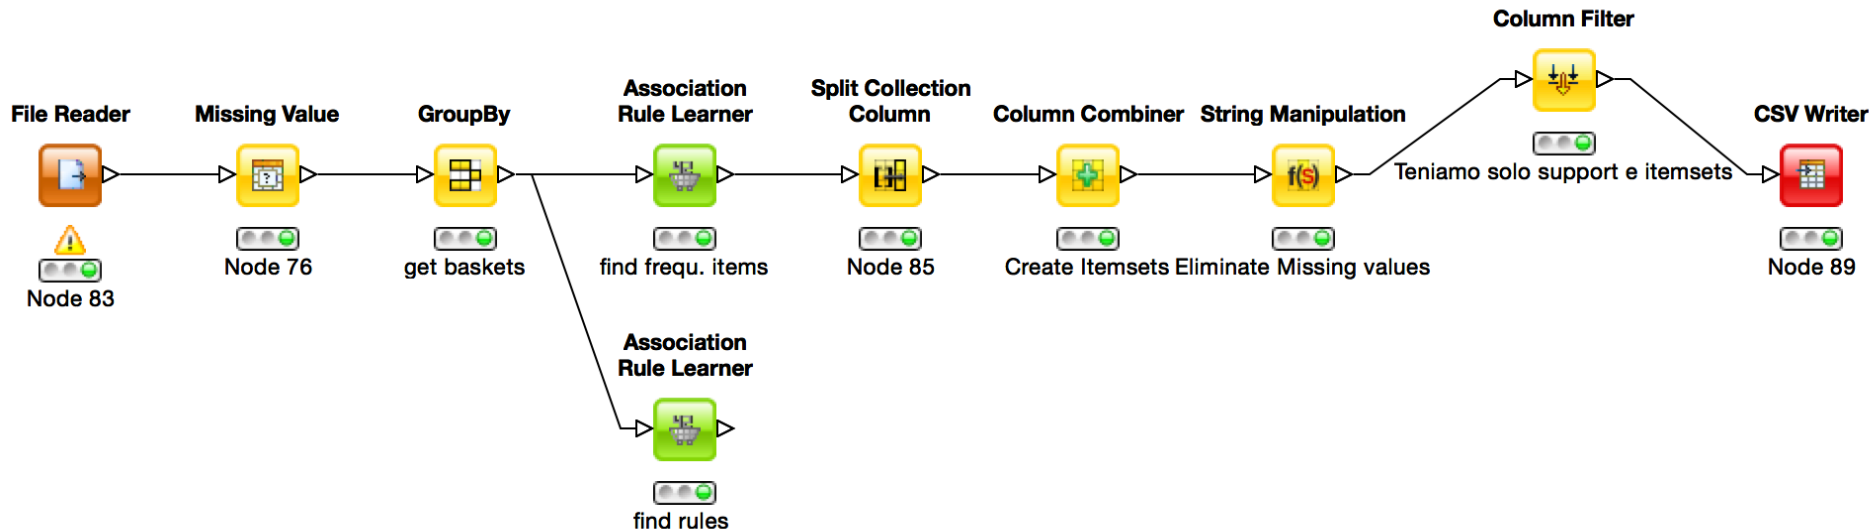 Column Filter
File Reader
Missing Value
GroupBy
Association
Rule Learner
Split Collection
Column
Column Combiner
String Manipulation
CSV Writer
?
f(S)
Teniamo solo support e itemsets
Node 83
Node 76
get baskets
find frequ. items
Node 85
Create Itemsets
Eliminate Missing values
Node 89
Association
Rule Learner
find rules